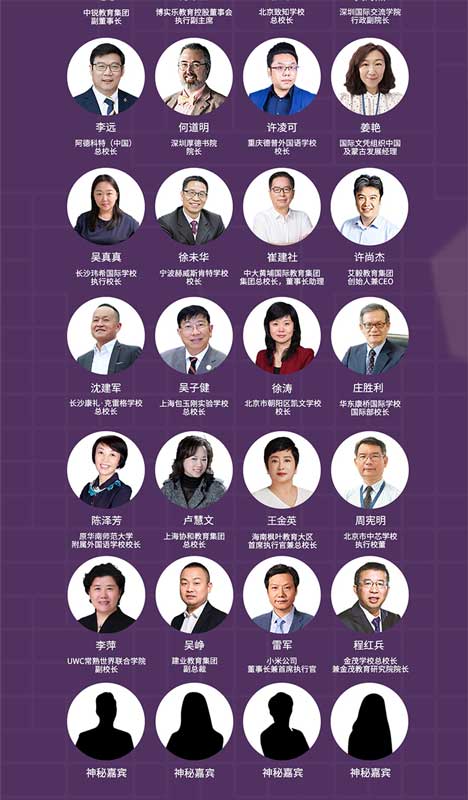 中锐教育集团 博实乐教育控股董事会 北京致知学校 深圳国际交流学院
副董事长 执行副主席 总校长 行政副院长
李远 何道明 许凌可 姜艳
阿德科特（中国） 深圳厚德书院 重庆德普外国语学校 国际文凭组织中国
总校长 院长 校长 及蒙古发展经理
吴真真 徐未华 崔建社 许尚杰
长沙玮希国际学校 宁波赫威斯肯特学校 中大黄埔国际教育集团 艾毅教育集团
执行校长 校长 集团总校长，董事长助理 创始人兼CEO
沈建军 吴子健 徐涛 庄胜利
长沙康礼·克雷格学校 上海包玉刚实验学校 北京市朝阳区凯文学校 华东康桥国际学校
总校长 总校长 校长 国际部校长
陈泽芳 卢慧文 王金英 周宪明
原华南师范大学 上海协和教育集团 海南枫叶教育大区 北京市中芯学校
附属外国语学校校长 总校长 首席执行官兼总校长 执行校董
李萍 吴峥 雷军 程红兵
UWC常熟世界联合学院 建业教育集团 小米公司 金茂学校总校长
副校长 副总裁 董事长兼首席执行官 兼金茂教育研究院院长
神秘嘉宾 神秘嘉宾 神秘嘉宾 神秘嘉宾